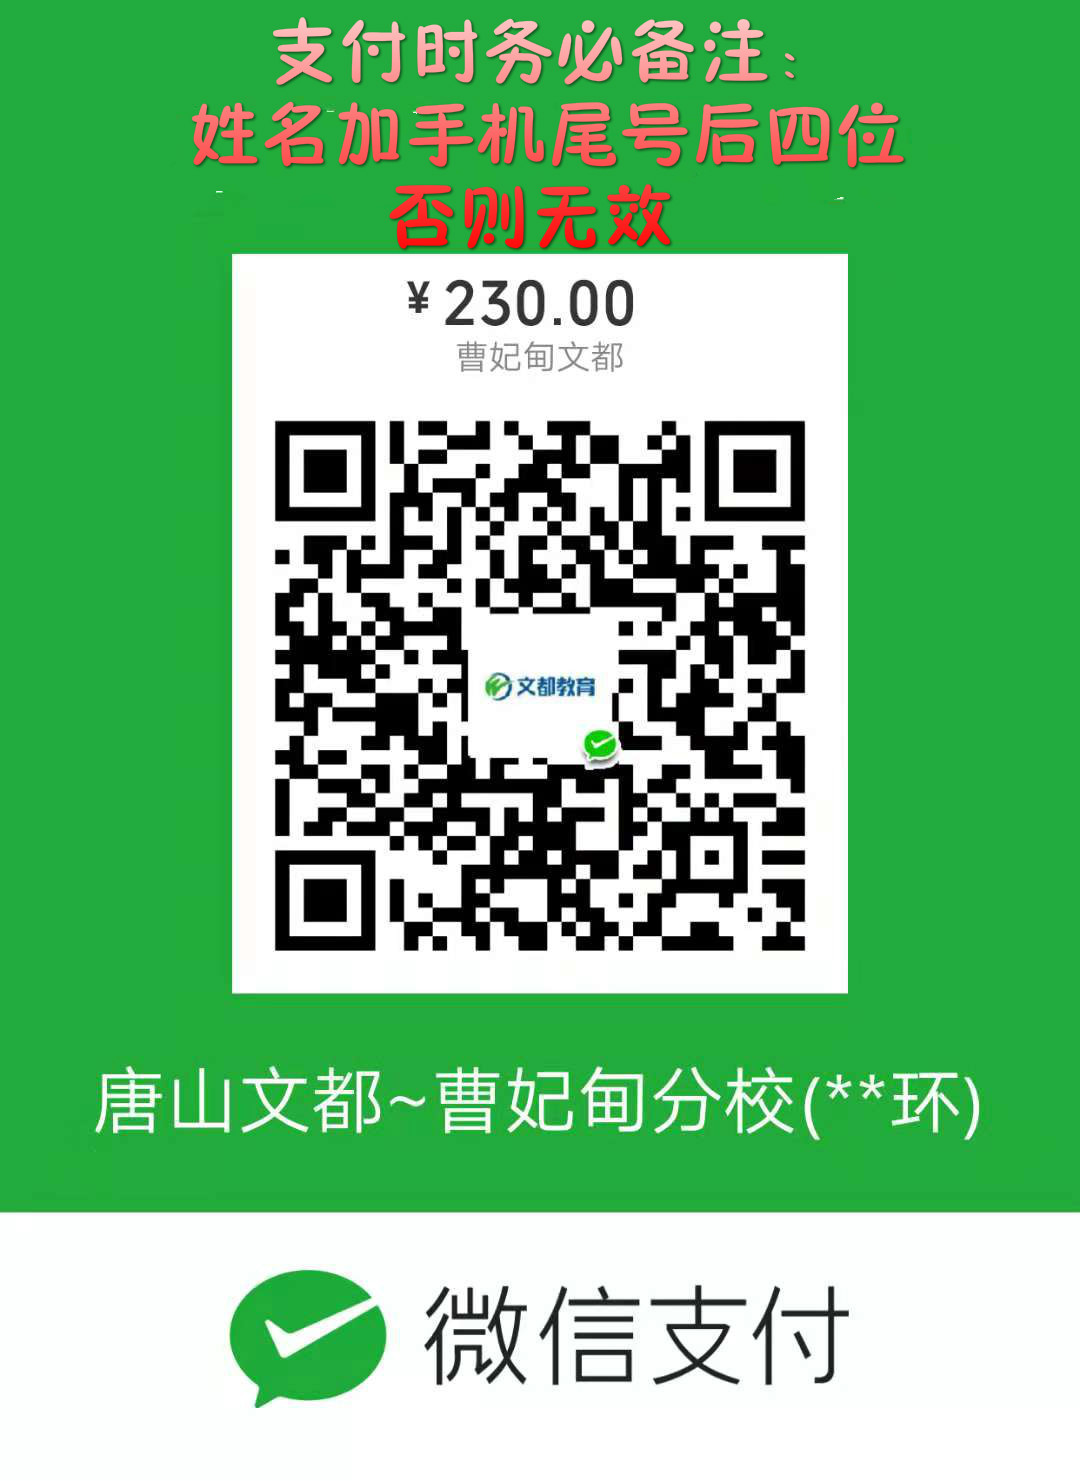 支付时务必备注：
姓名加手机尾号后四位
否则无效
¥230.00
曹妃甸文都
文都教育
唐山文都~曹妃甸分校(**环)
微信支付